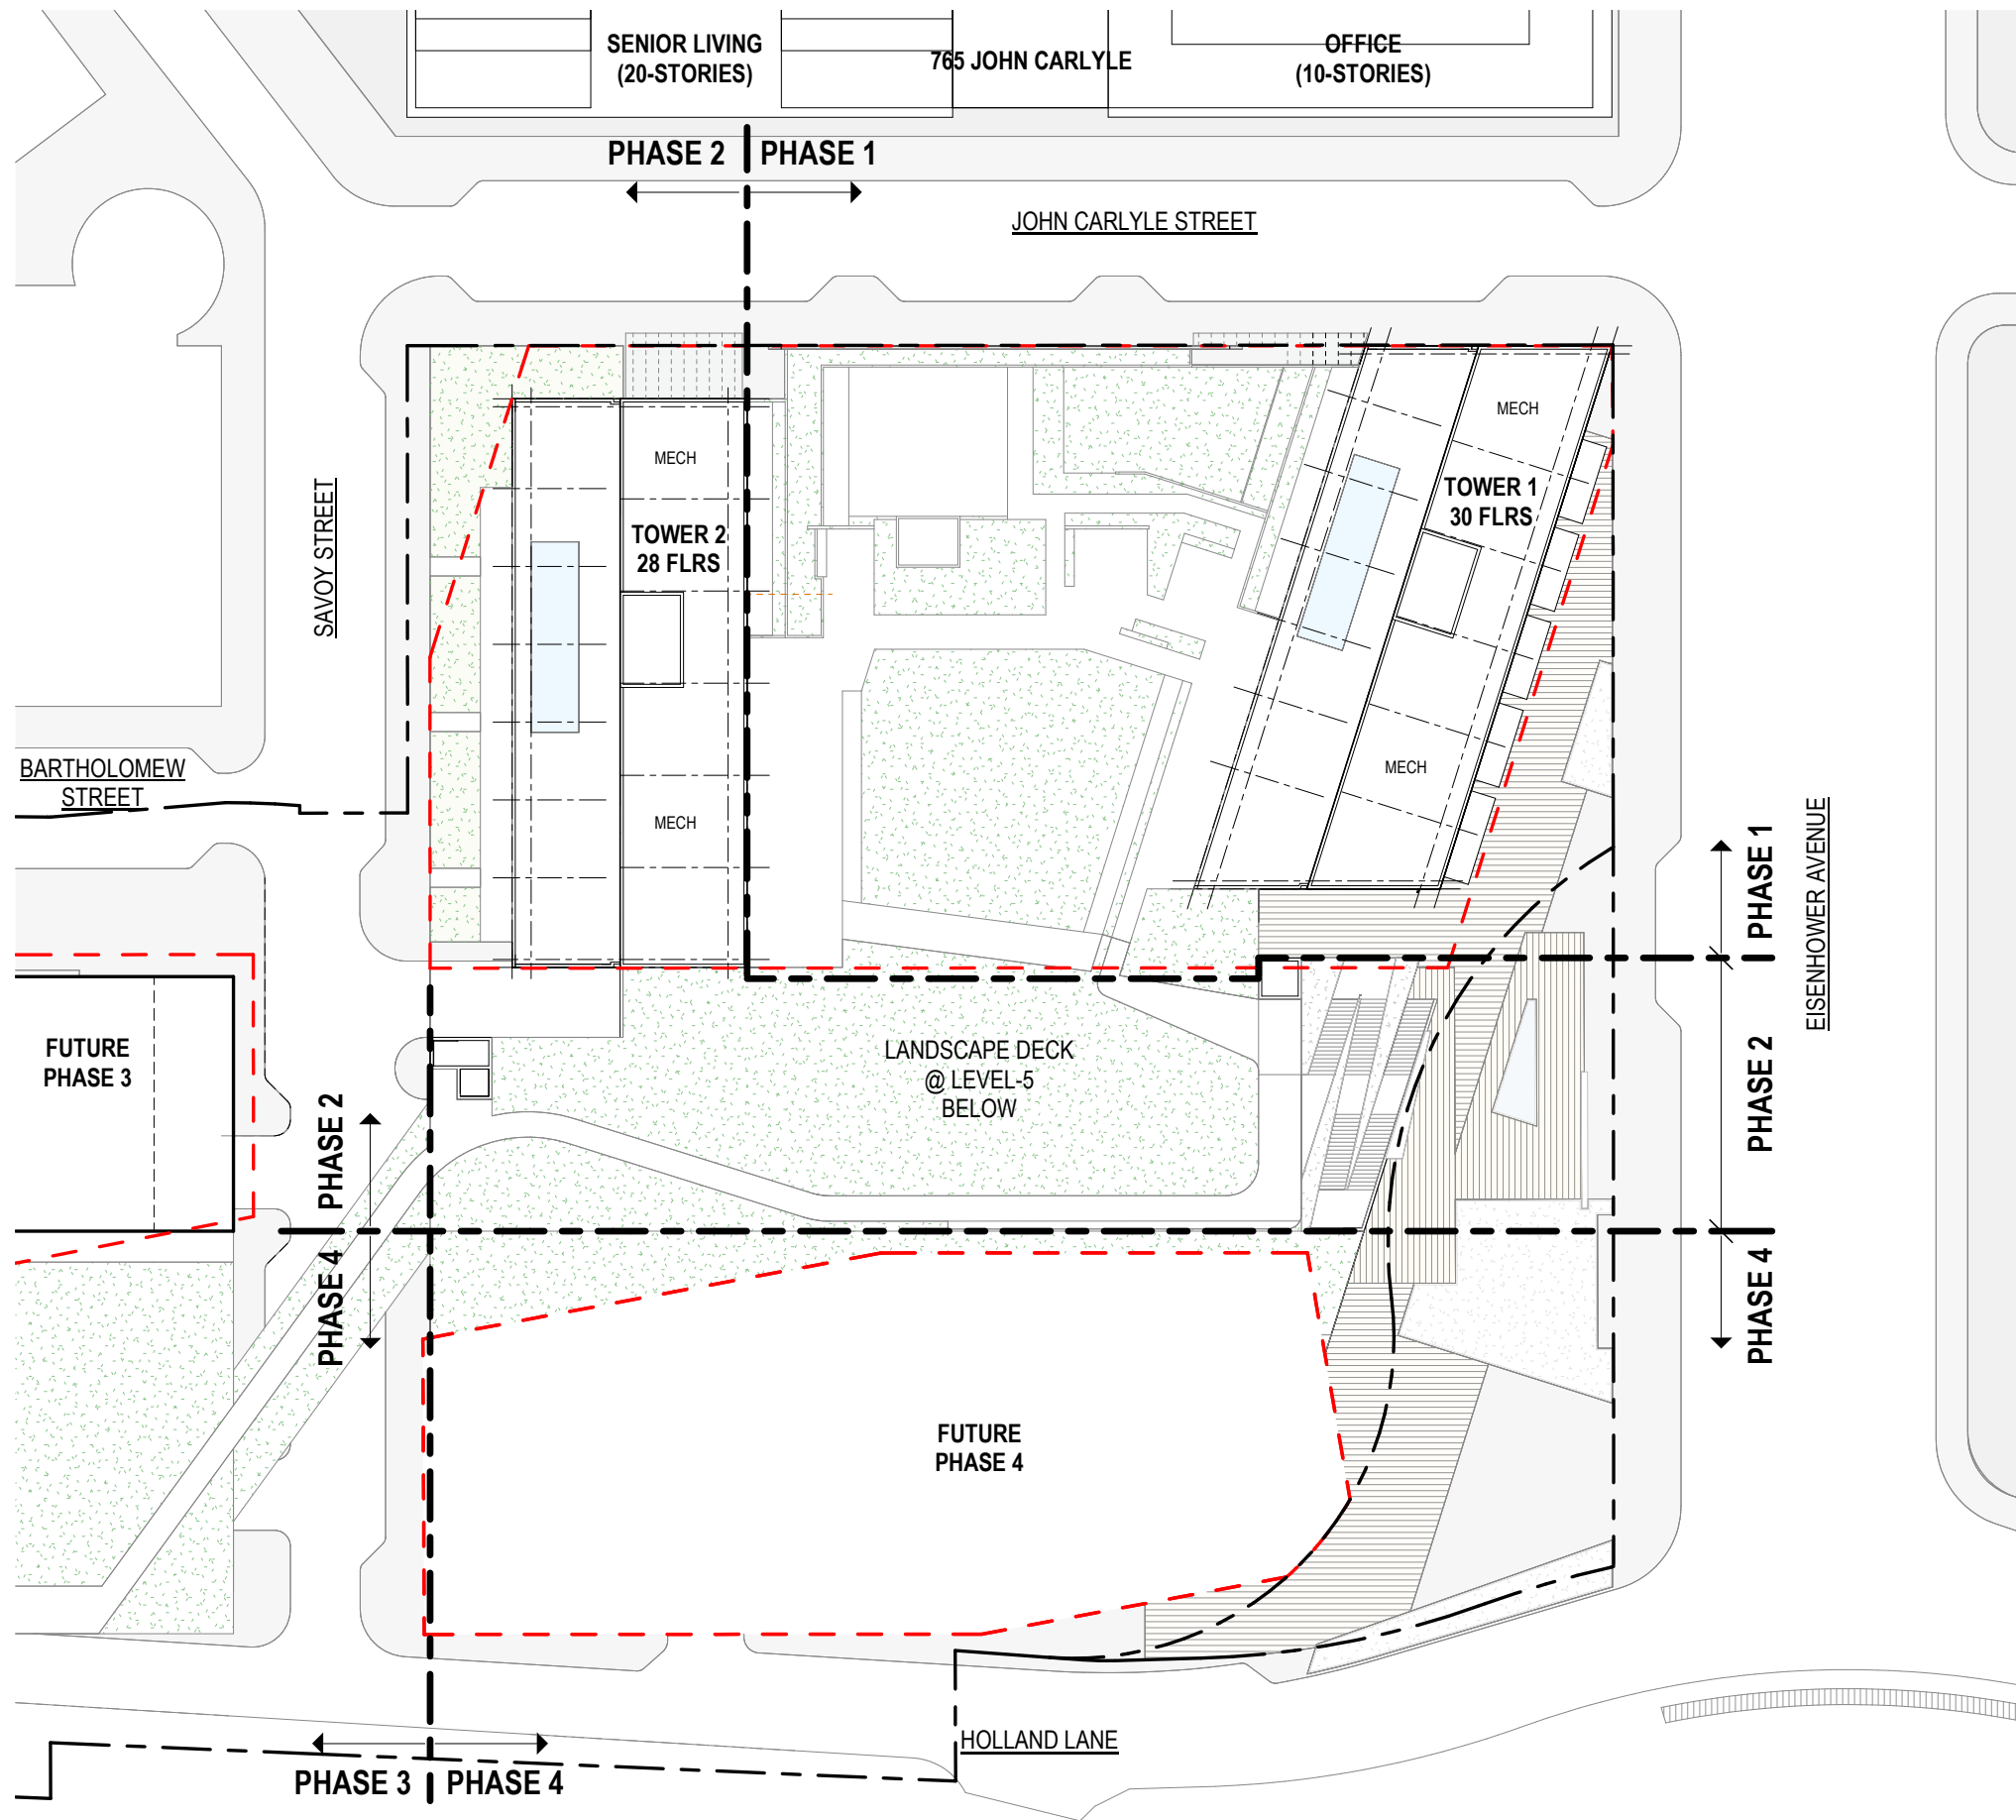 SENIOR LIVING
(20-STORIES)
765 JOHN CARLYLE
OFFICE
(10-STORIES)
PHASE 2
PHASE 1
JOHN CARLYLE STREET
MECH
MECH
TOWER 1
30 FLRS
TOWER 2
28 FLRS
SAVOY STREET
BARTHOLOMEW
STREET
MECH
MECH
EISENHOWER AVENUE
PHASE 1
PHASE 2
PHASE 4
FUTURE
PHASE 3
LANDSCAPE DECK
@ LEVEL-5
BELOW
PHASE 2
PHASE 4
FUTURE
PHASE 4
HOLLAND LANE
PHASE 3
PHASE 4